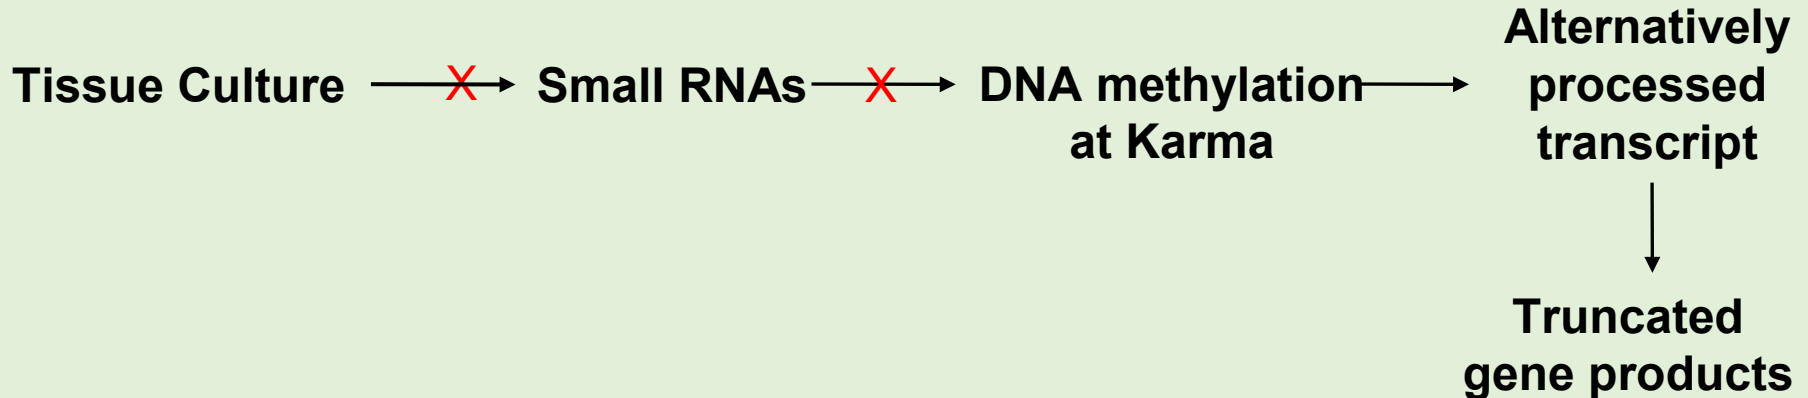 Tissue Culture
X
Small RNAs
X
DNA methylation
at Karma
Alternatively
processed
transcript
Truncated
gene products